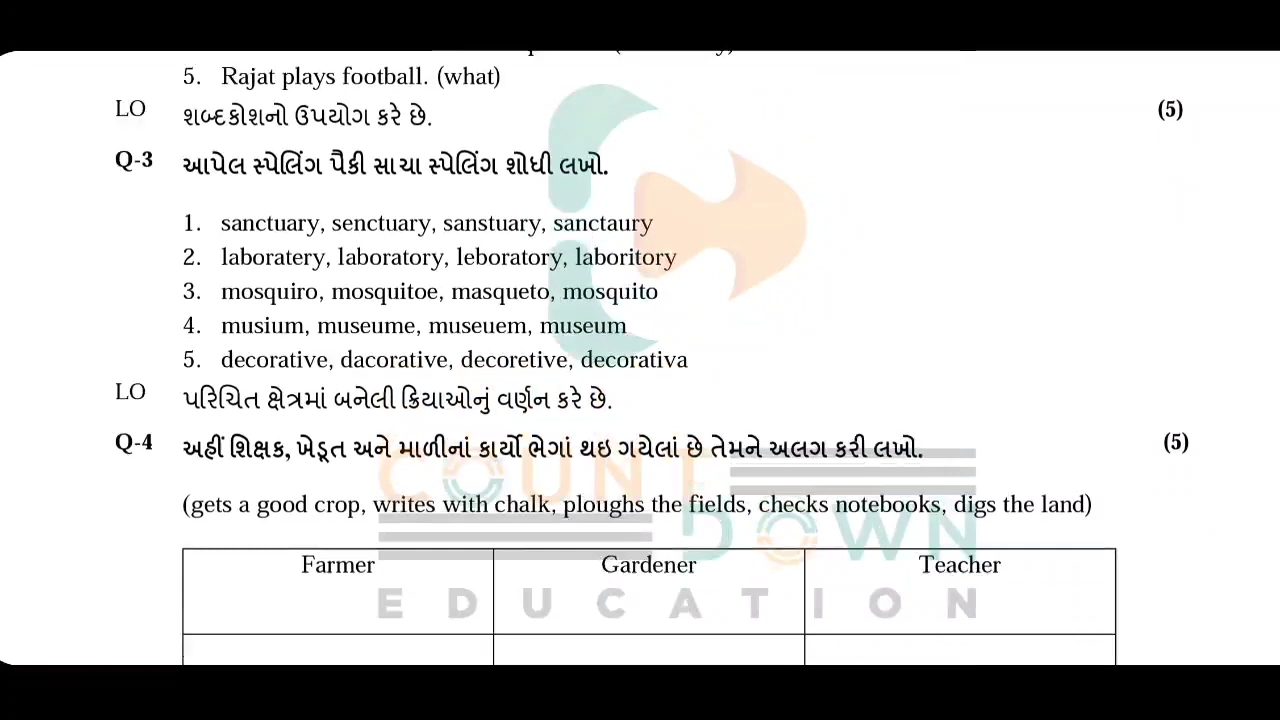 5. Rajat plays football. (what)
LO શબ્દકોશનો ઉપયોગ કરે છે. (5)
Q-3 આપેલ સ્પેલિંગ પૈકી સાચા સ્પેલિંગ શોધી લખો.
1. sanctuary, senctuary, sanstuary, sanctaury
2. laboratery, laboratory, leboratory, laboritory
3. mosquiro, mosquitoe, masqueto, mosquito
4. musium, museume, museuem, museum
5. decorative, dacorative, decoretive, decorativa
LO પરિચિત ક્ષેત્રમાં બનેલી ક્રિયાઓનું વર્ણન કરે છે.
Q-4 અહીં શિક્ષક, ખેડૂત અને માળીનાં કાર્યો ભેગાં થઇ ગયેલાં છે તેમને અલગ કરી લખો. (5)
(gets a good crop, writes with chalk, ploughs the fields, checks notebooks, digs the land)
Farmer Gardener Teacher
COUNT
DOWN
EDUCATION